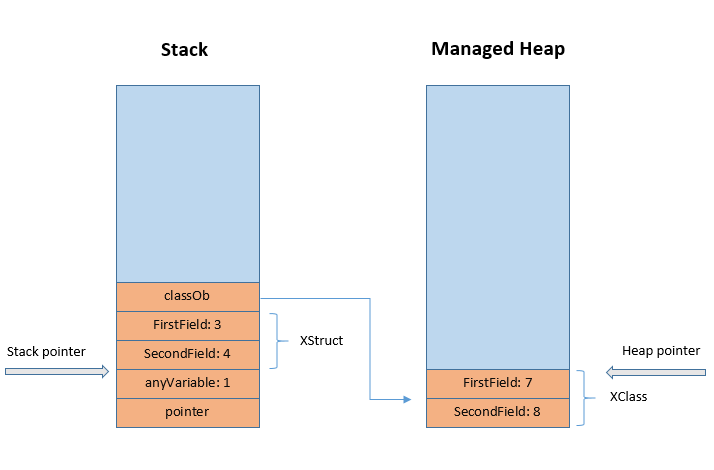 Stack
Managed Heap
classOb
FirstField: 3
XStruct
SecondField: 4
Stack pointer
anyVariable: 1
pointer
Heap pointer
FirstField: 7
XClass
SecondField: 8